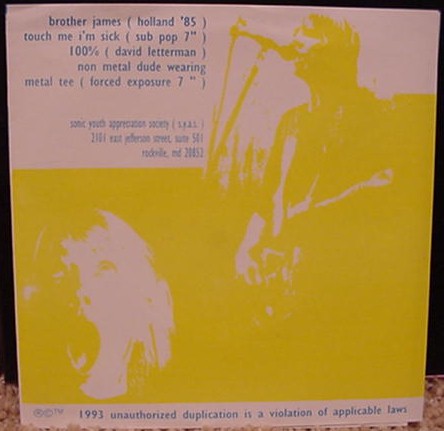 brother james ( holland '85 )
touch me i'm sick ( sub pop 7" )
100% ( david letterman )
non metal dude wearing
metal tee ( forced exposure 7 " )
sonic youth appreciation society ( s.y.a.s. )
2101 east jefferson street, suite 501
rockville, md 20852
®©™ 1993 unauthorized duplication is a violation of applicable laws